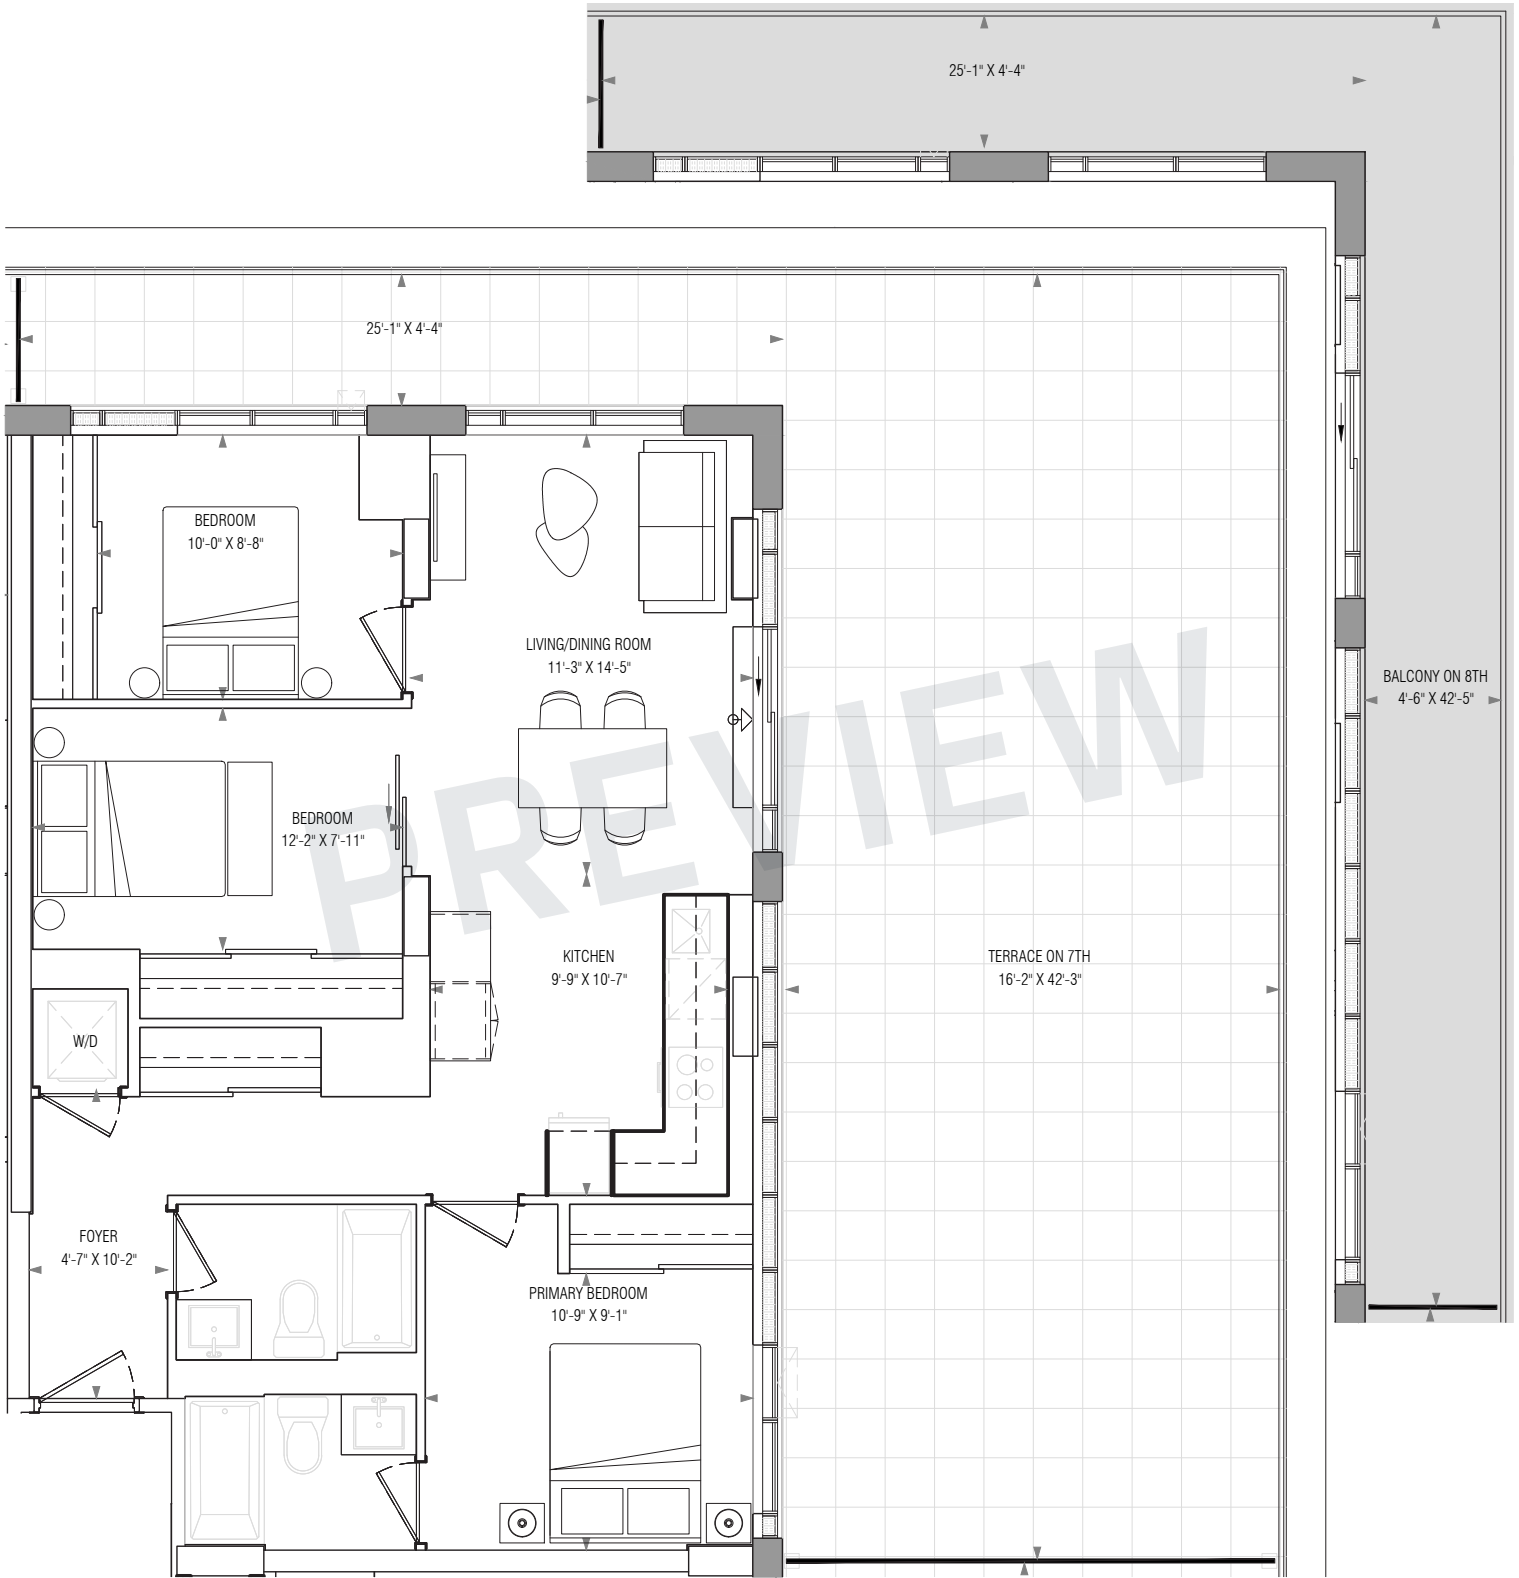 25'-1" X 4'-4"
25'-1" X 4'-4"
BEDROOM
10'-0" X 8'-8"
LIVING/DINING ROOM
11'-3" X 14'-5"
BALCONY ON 8TH
4'-6" X 42'-5"
PREVIEW
BEDROOM
12'-2" X 7'-11"
KITCHEN
9'-9" X 10'-7"
TERRACE ON 7TH
16'-2" X 42'-3"
W/D
FOYER
4'-7" X 10'-2"
PRIMARY BEDROOM
10'-9" X 9'-1"